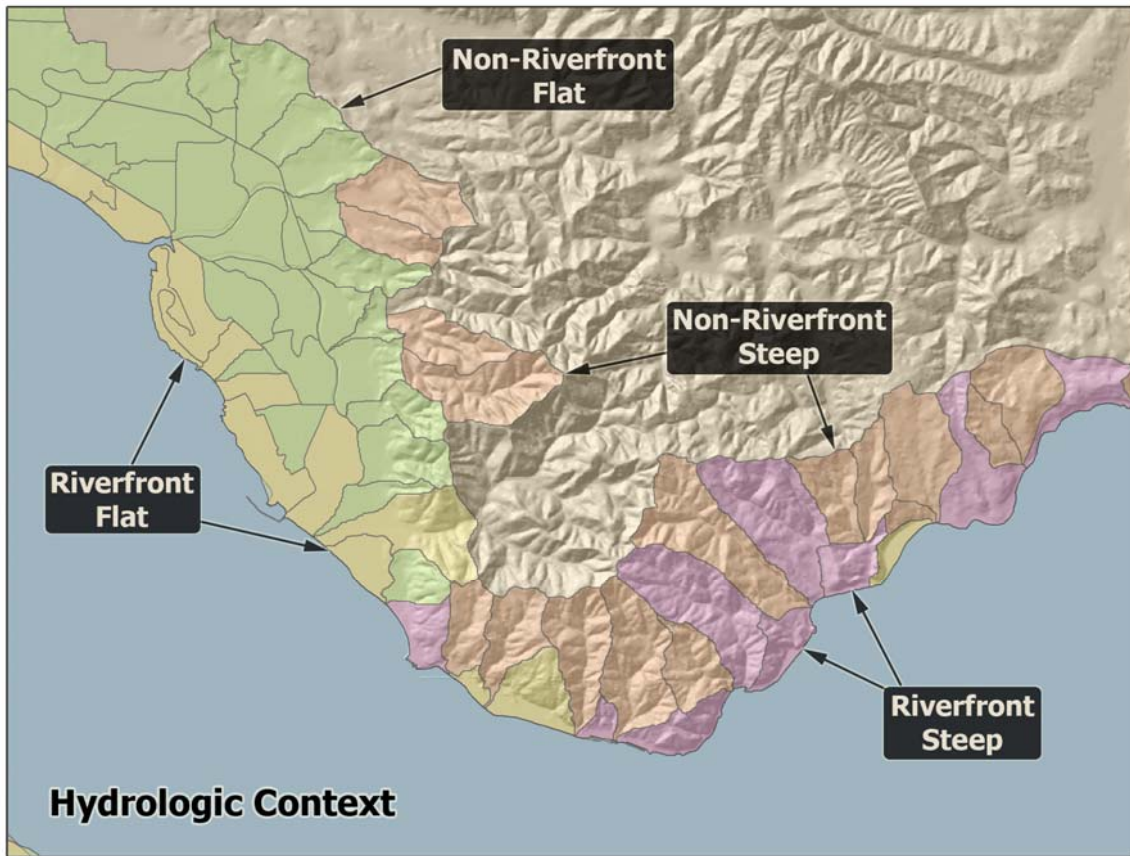 Non-Riverfront
Flat
Non-Riverfront
Steep
Riverfront
Flat
Riverfront
Steep
Hydrologic Context